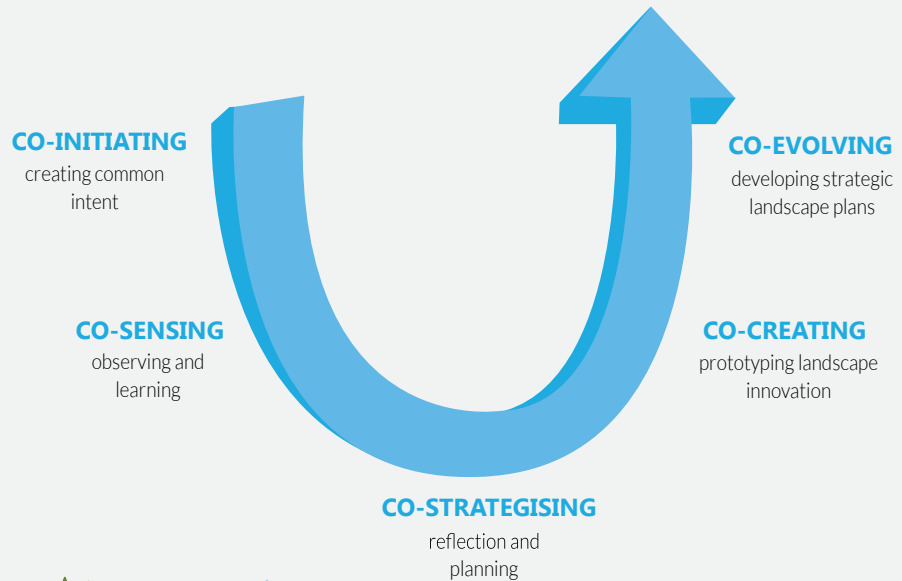 CO-INITIATING
creating common
intent
CO-SENSING
observing and
learning
CO-STRATEGISING
reflection and
planning
CO-CREATING
prototyping landscape
innovation
CO-EVOLVING
developing strategic
landscape plans